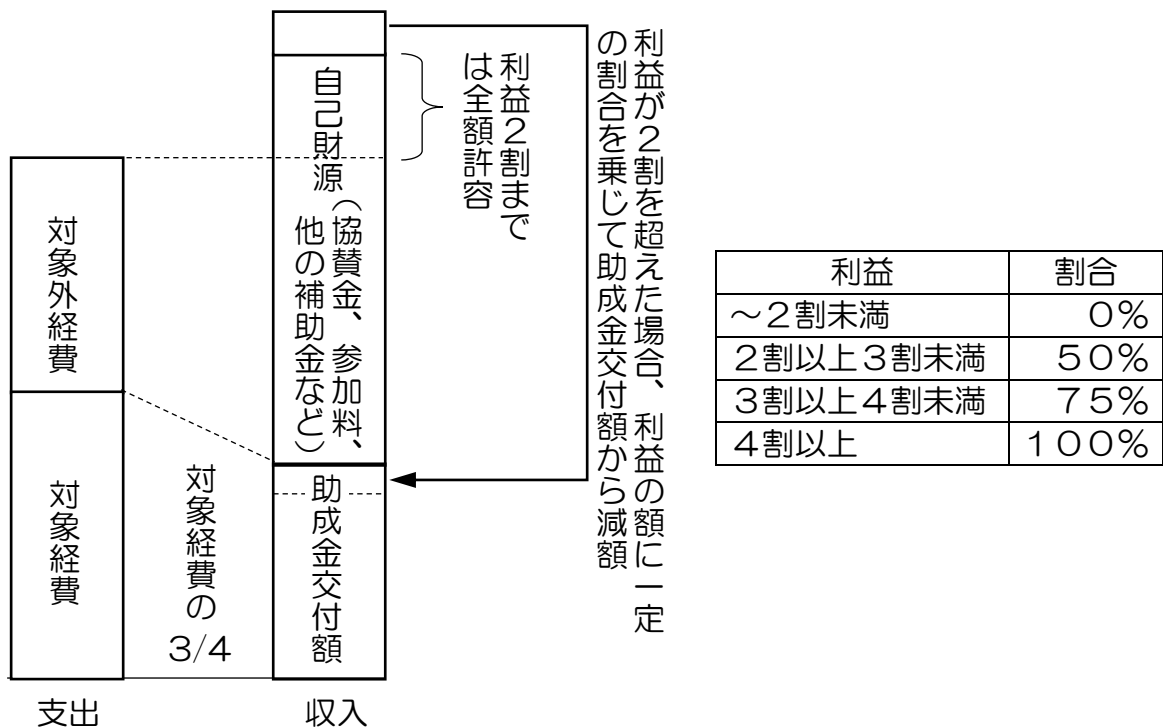 対象外経費
対象経費
支出
対象経費の
3/4
自己財源（協賛金、参加料、
他の補助金など）
助成金交付額
収入
利益２割まで
は全額許容
利益が２割を超えた場合、利益の額に一定
の割合を乗じて助成金交付額から減額
利益 割合
～２割未満 ０％
２割以上３割未満 ５０％
３割以上４割未満 ７５％
４割以上 １００％